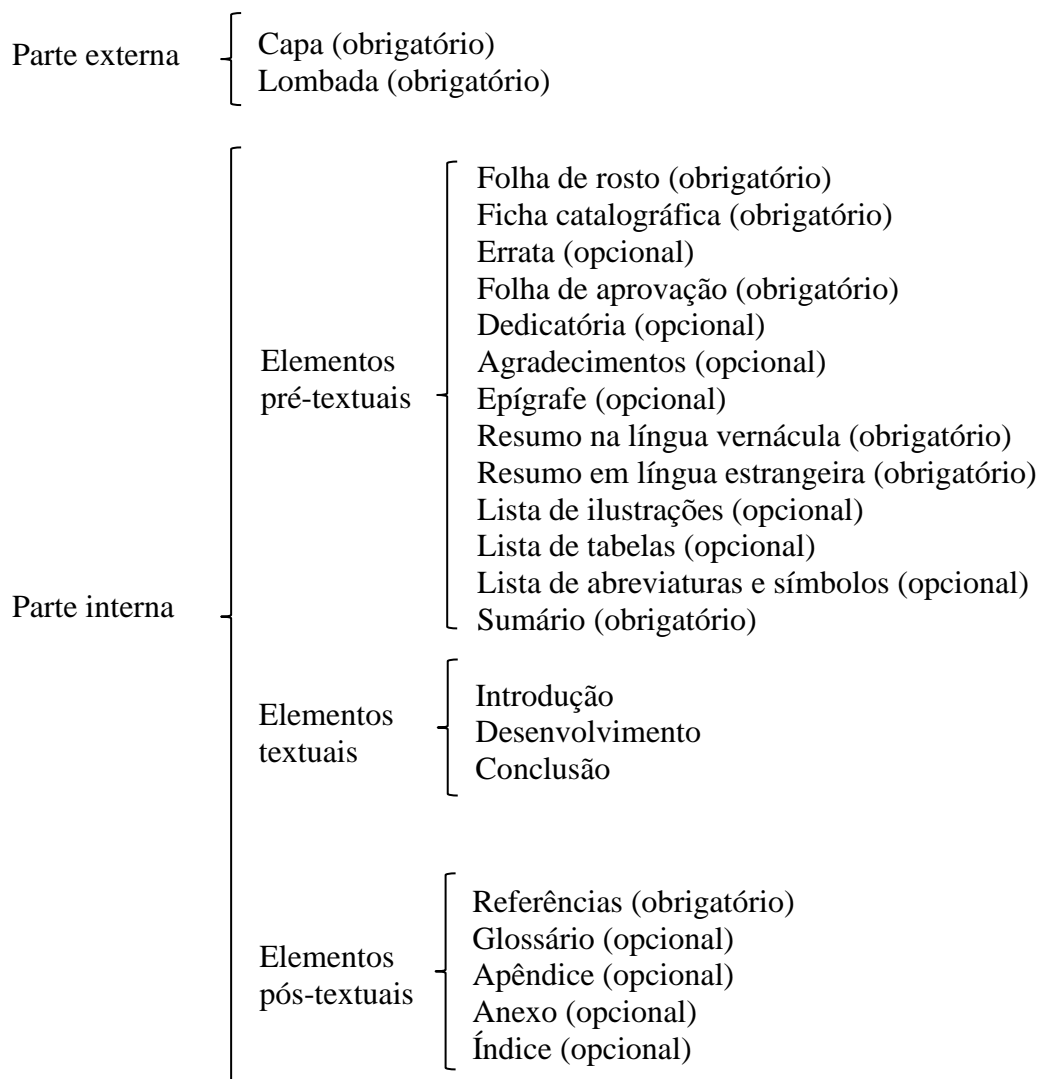 Parte externa
Capa (obrigatório)
Lombada (obrigatório)
Parte interna
Elementos
pré-textuais
Folha de rosto (obrigatório)
Ficha catalográfica (obrigatório)
Errata (opcional)
Folha de aprovação (obrigatório)
Dedicatória (opcional)
Agradecimentos (opcional)
Epígrafe (opcional)
Resumo na língua vernácula (obrigatório)
Resumo em língua estrangeira (obrigatório)
Lista de ilustrações (opcional)
Lista de tabelas (opcional)
Lista de abreviaturas e símbolos (opcional)
Sumário (obrigatório)
Elementos
textuais
Introdução
Desenvolvimento
Conclusão
Elementos
pós-textuais
Referências (obrigatório)
Glossário (opcional)
Apêndice (opcional)
Anexo (opcional)
Índice (opcional)